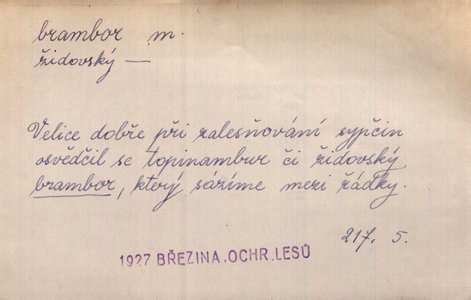 brambor m.
židovský —
Velice dobře při zalesňování sypčin
osvědčil se topinambur či židovský
brambor, který sázíme mezi řádky.
217, 5.
1927 BŘEZINA, OCHR. LESŮ